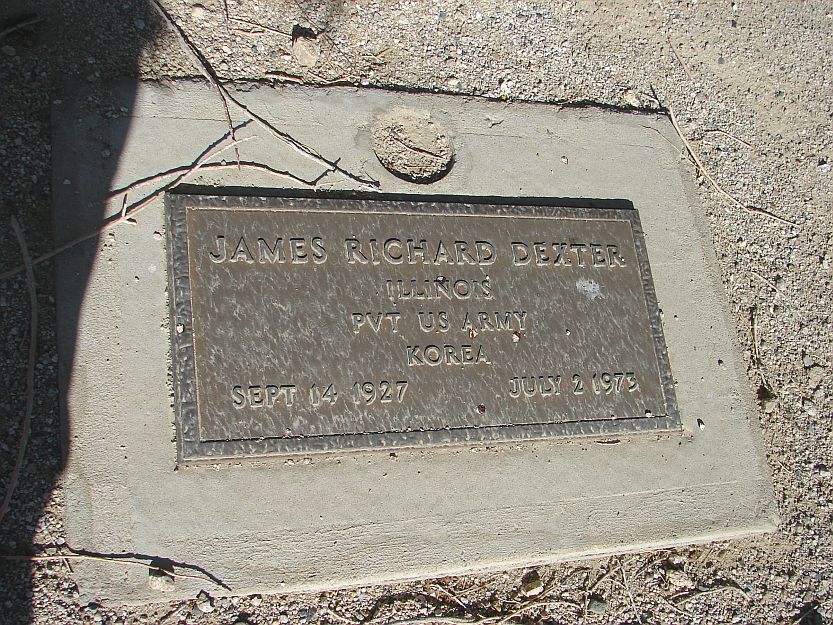 JAMES RICHARD DEXTER
ILLINOIS
PVT US ARMY
KOREA
SEPT 14 1927 JULY 2 1973